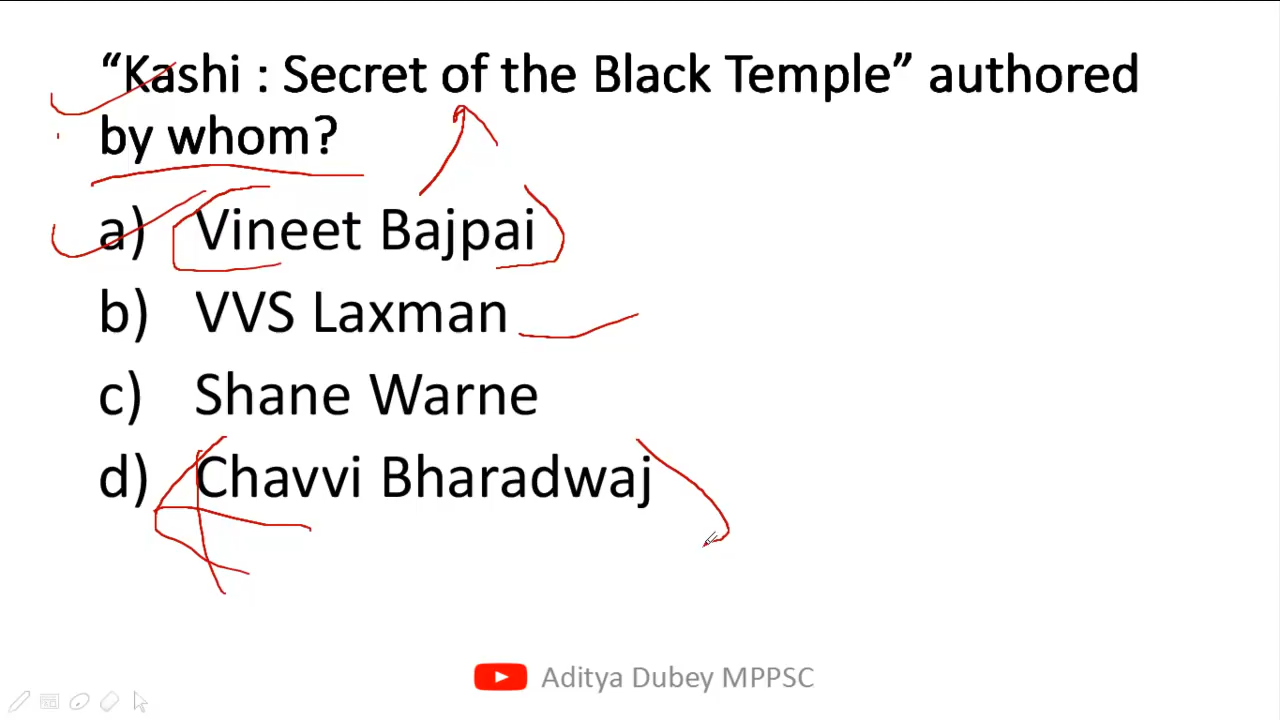 “Kashi : Secret of the Black Temple” authored
by whom?
a) Vineet Bajpai
b) VVS Laxman
c) Shane Warne
d) Chavvi Bharadwaj
Aditya Dubey MPPSC